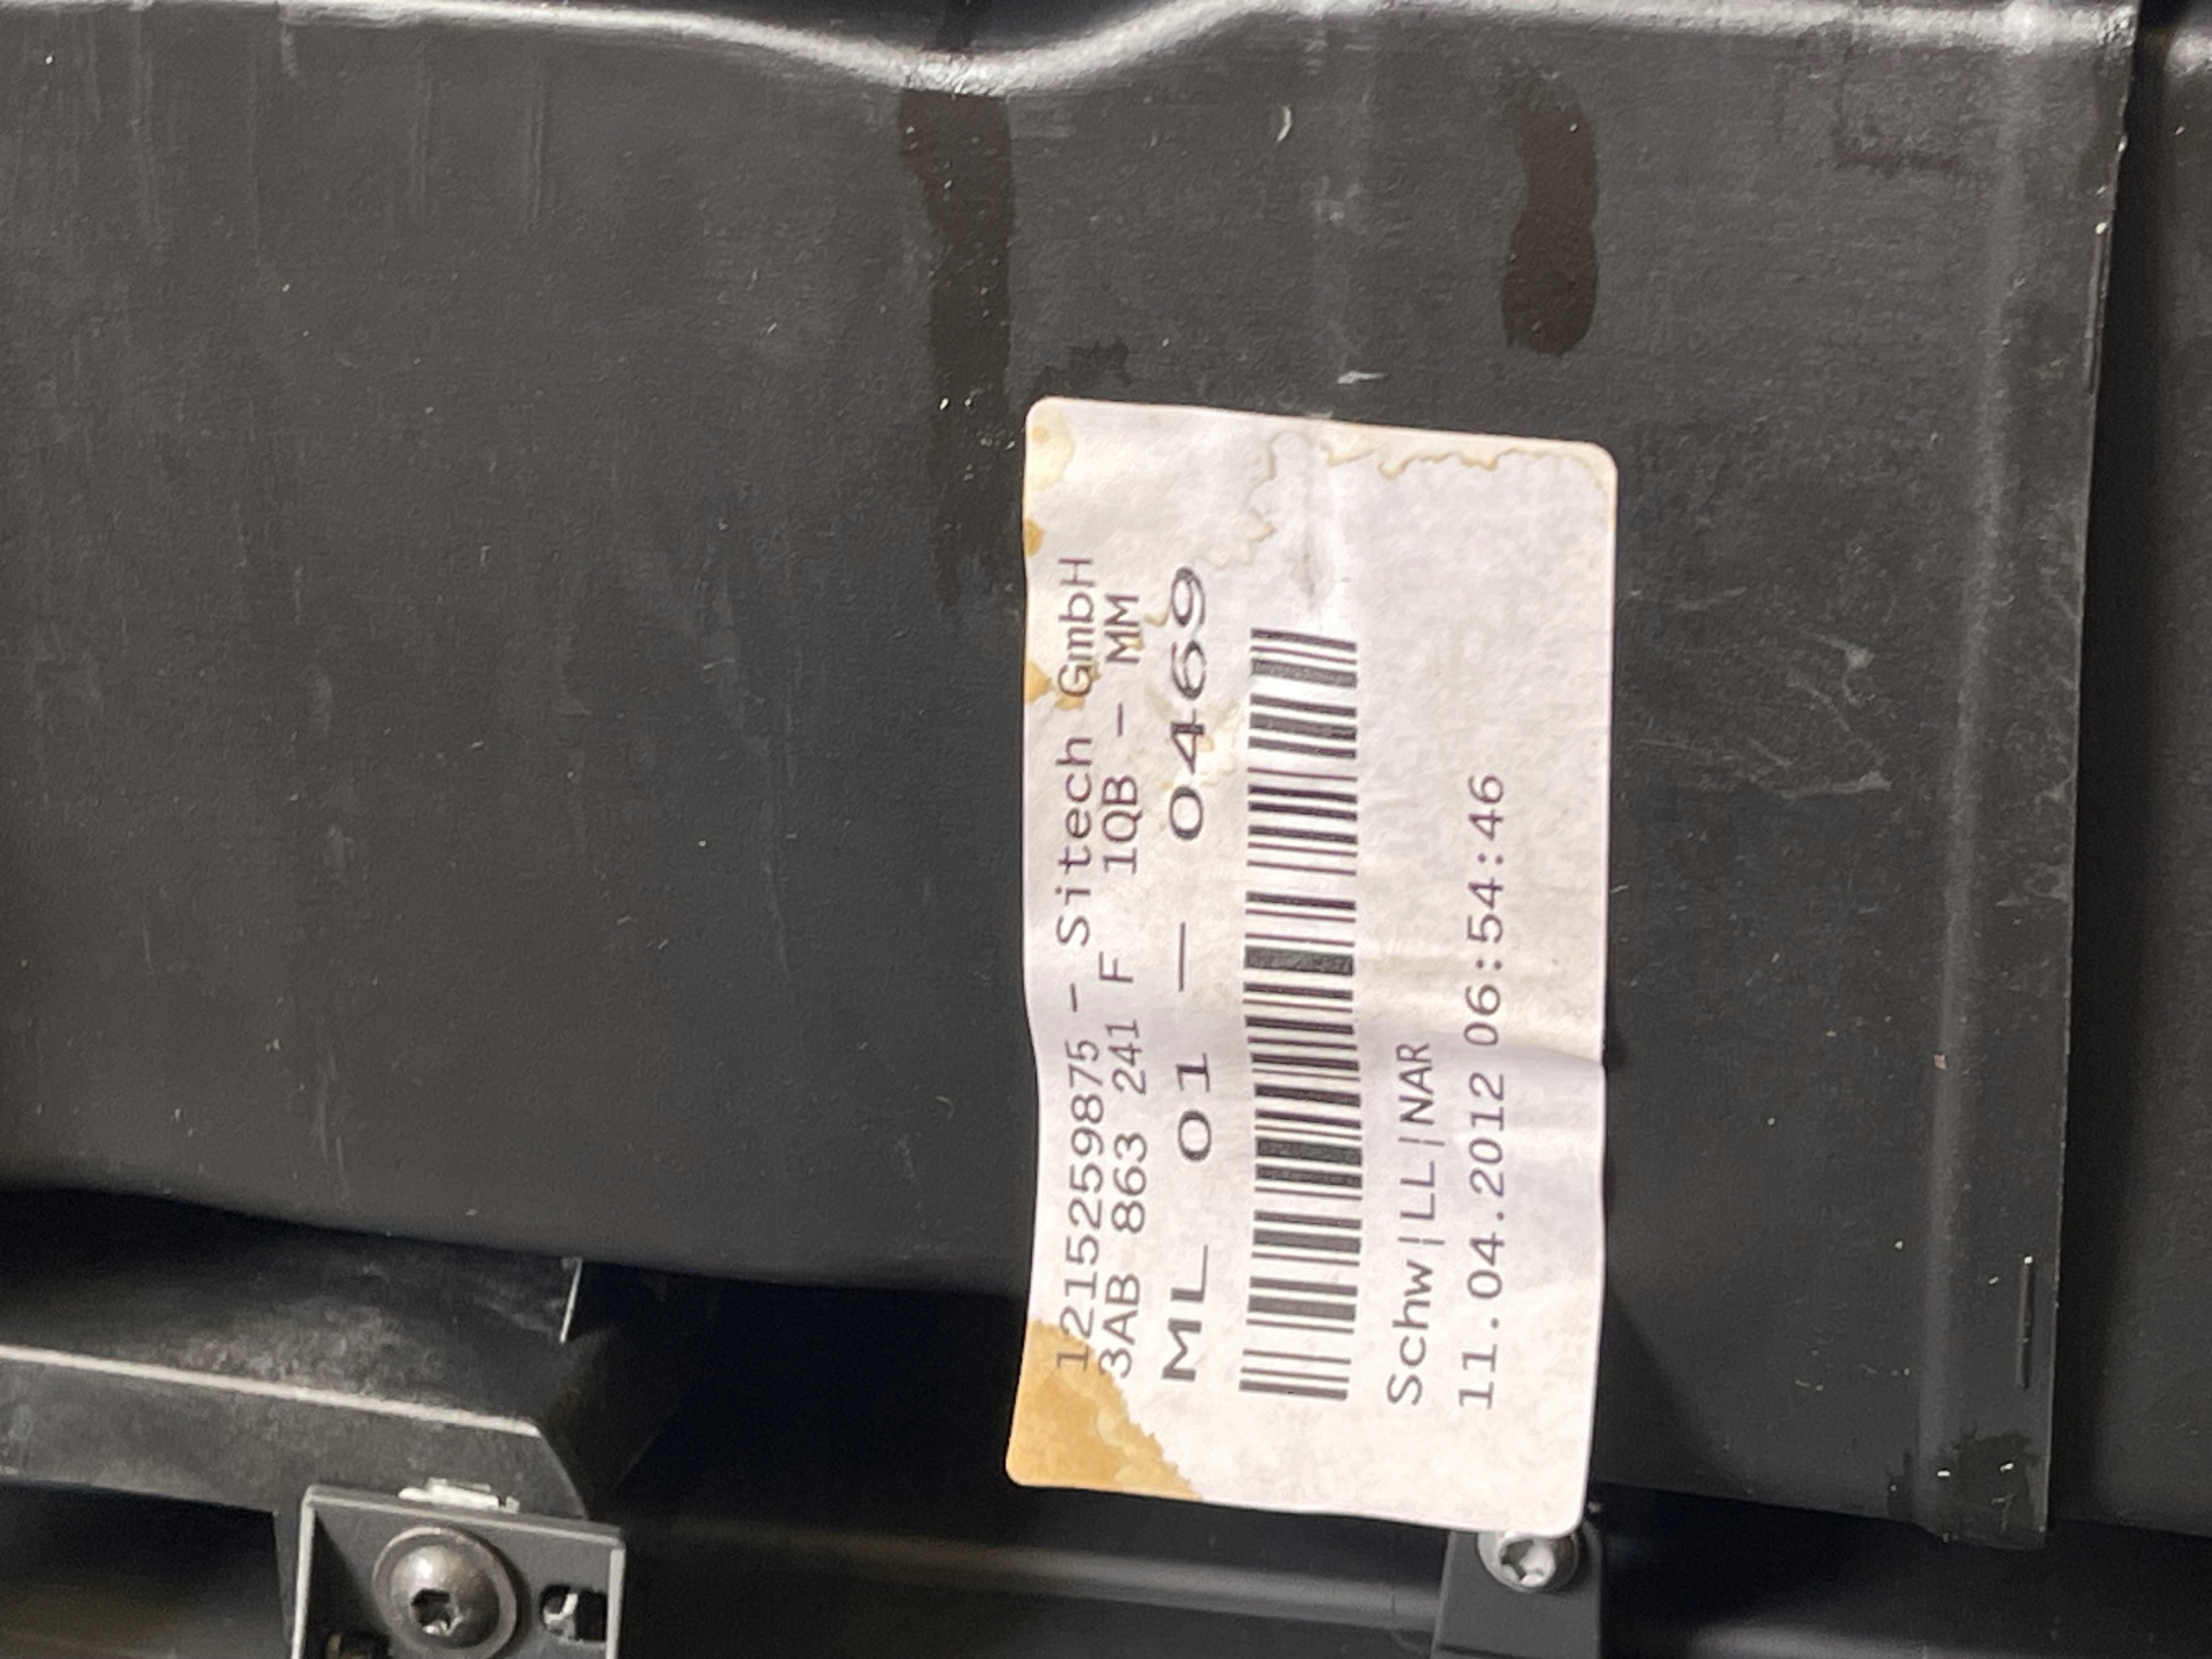 12152259875 - Sitech GmbH
3AB 863 241 F 1QB - MM
ML 01 — 0469
Schw|LL|NAR
11.04.2012 06:54:46